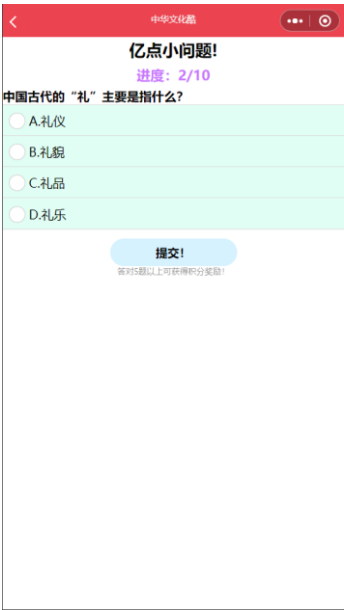 中华文化酷
亿点小问题!
进度：2/10
中国古代的“礼”主要是指什么?
A.礼仪
B.礼貌
C.礼品
D.礼乐
提交!
答对5题以上可获得积分奖励!